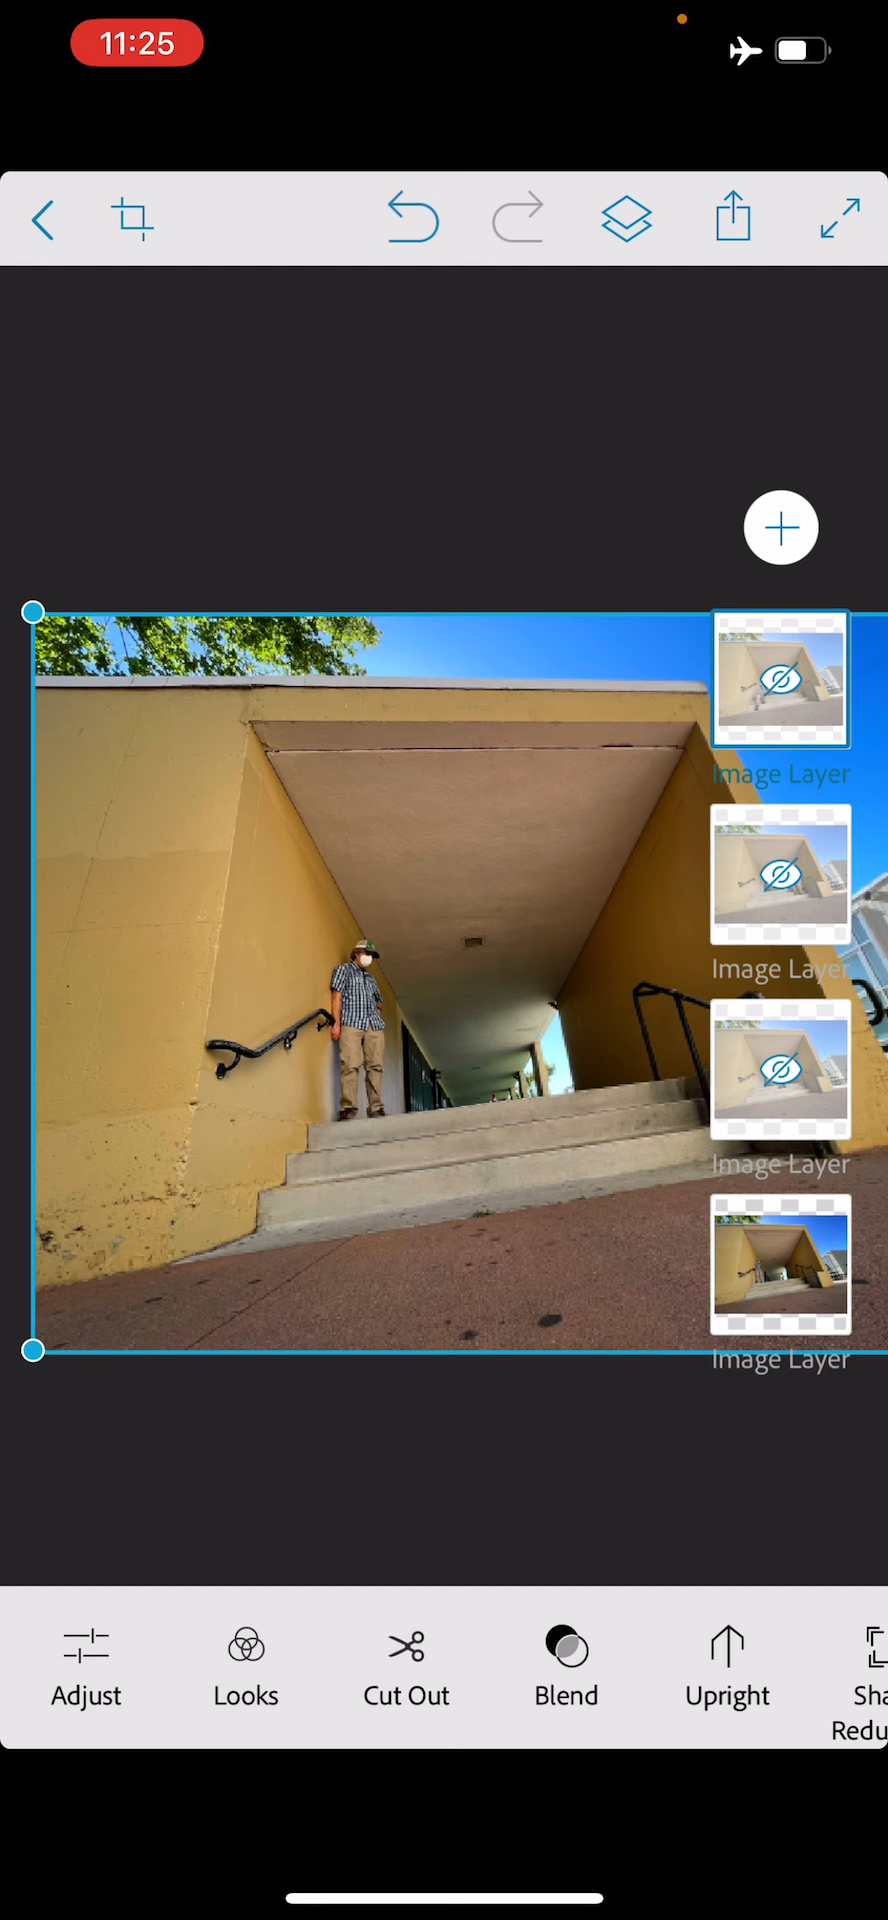 11:25
Image Layer
Image Layer
Image Layer
Image Layer
Adjust
Looks
Cut Out
Blend
Upright
Sha
Redu